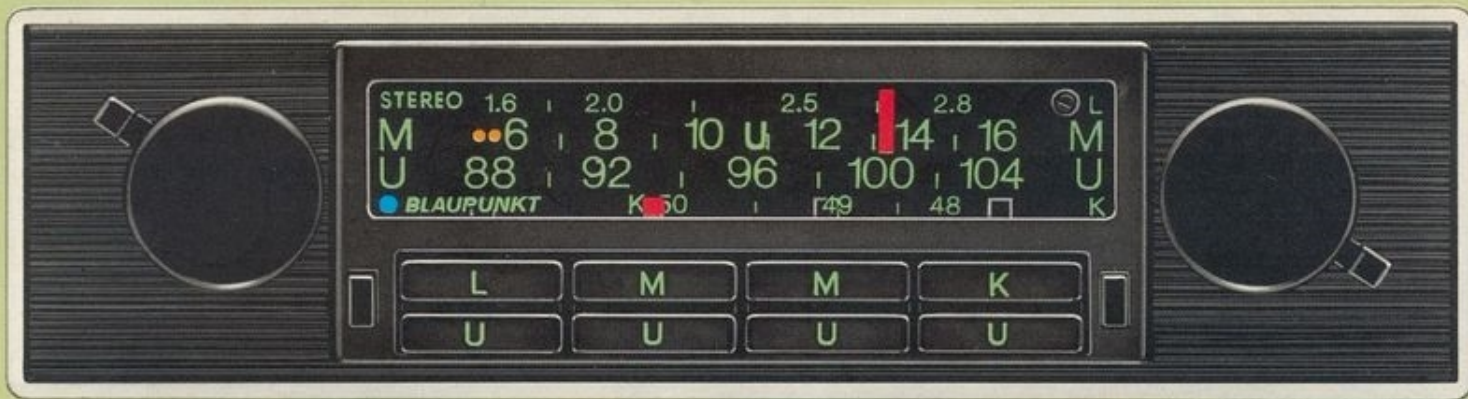 STEREO 1.6 2.0 2.5 2.8 L
M 6 8 10 U 12 14 16 M
U 88 92 96 100 104 U
BLAUPUNKT K 50 49 48 K
L M M K
U U U U